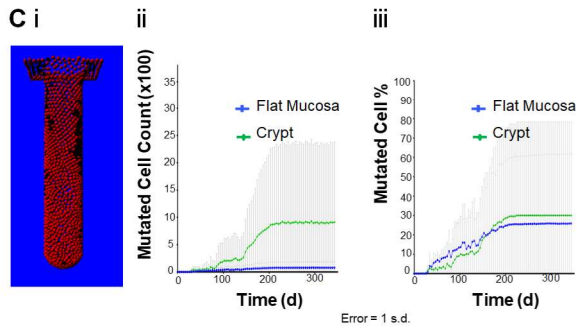 C i
ii
iii
Mutated Cell Count (x100)
40
35
30
25
20
15
10
5
0
Flat Mucosa
Crypt
0 100 200 300
Time (d)
Mutated Cell %
100
90
80
70
60
50
40
30
20
10
0
Flat Mucosa
Crypt
0 100 200 300
Time (d)
Error = 1 s.d.